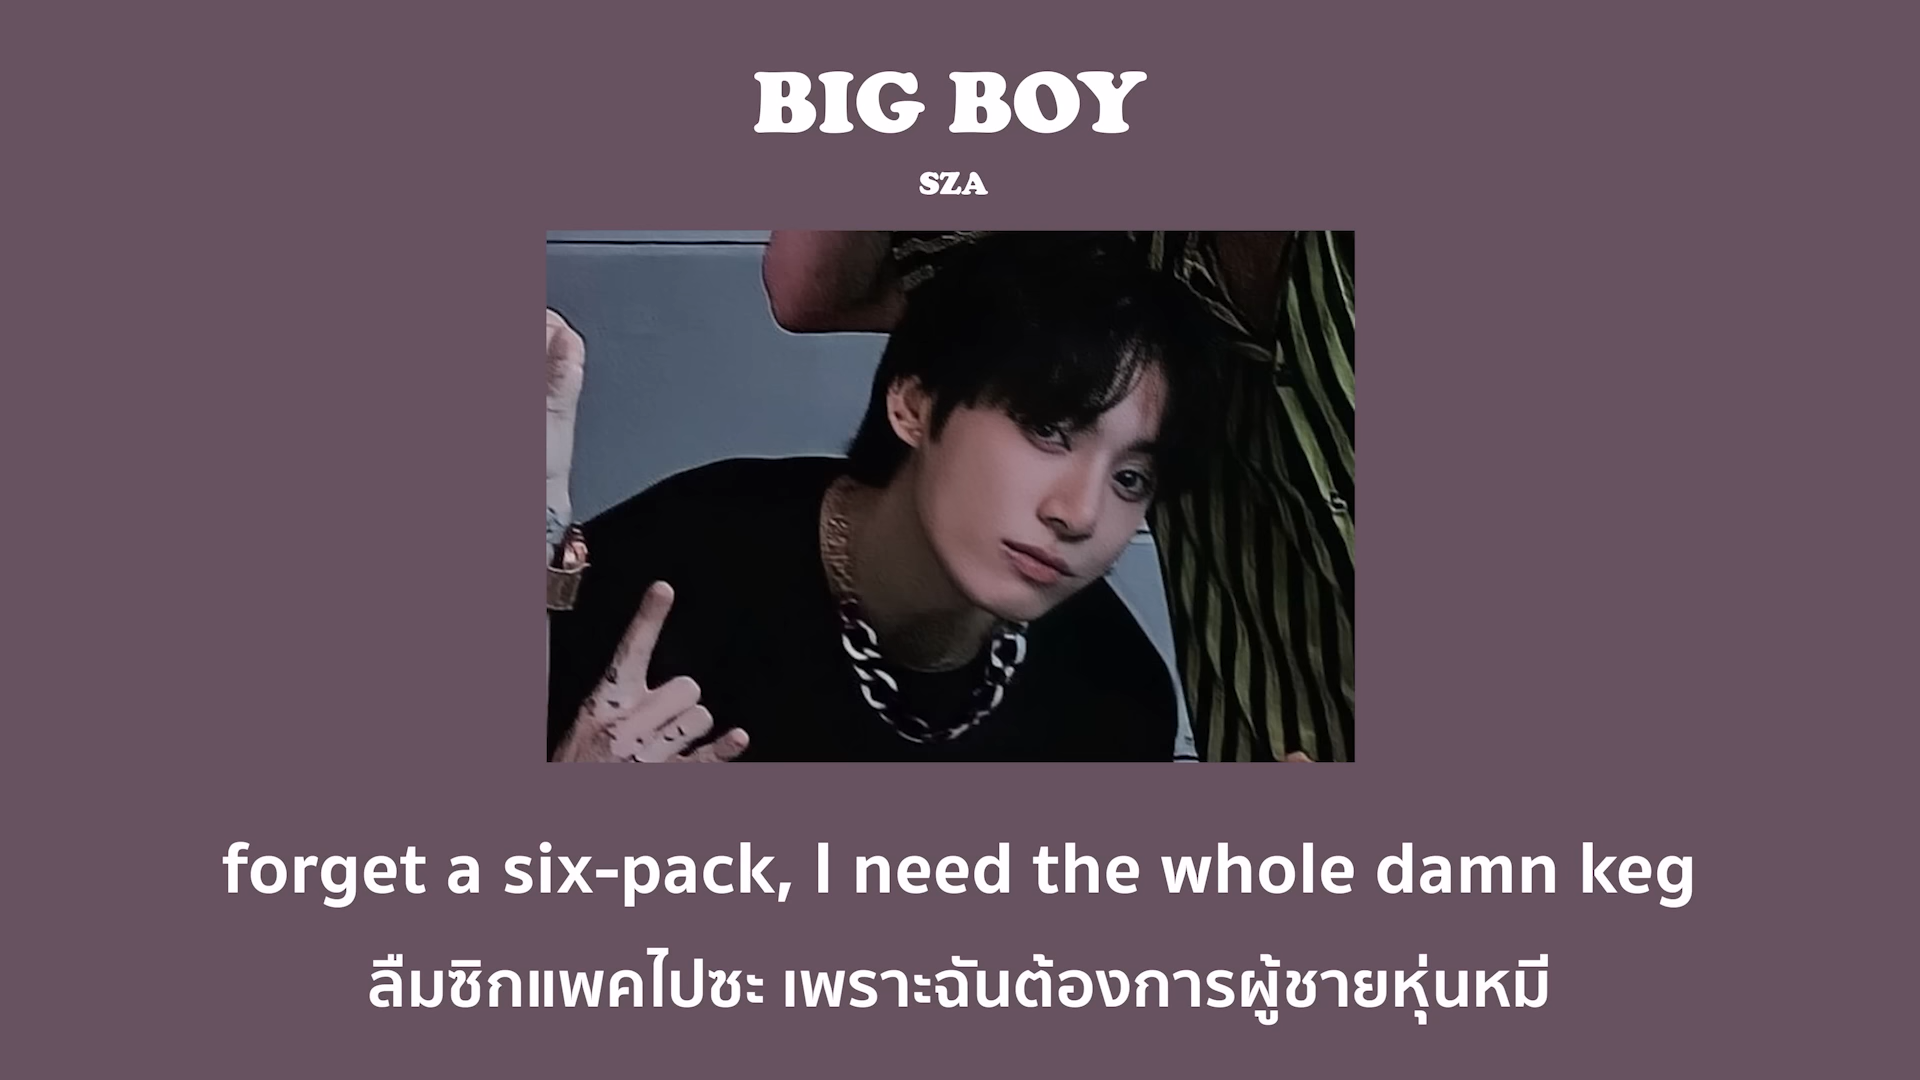 BIG BOY
SZA
forget a six-pack, I need the whole damn keg
ลืมซิกแพคไปซะ เพราะฉันต้องการผู้ชายหุ่นหมี